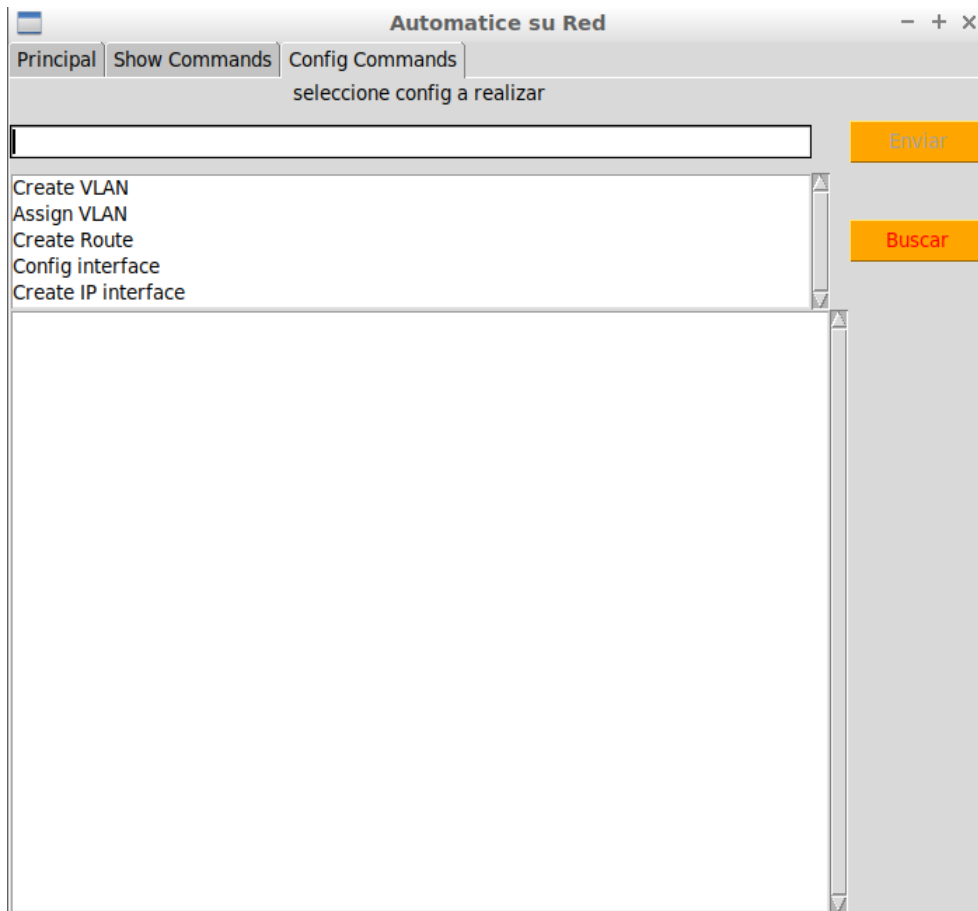 Automatice su Red
Principal Show Commands Config Commands
seleccione config a realizar
Enviar
Create VLAN
Assign VLAN
Create Route
Config interface
Create IP interface
Buscar